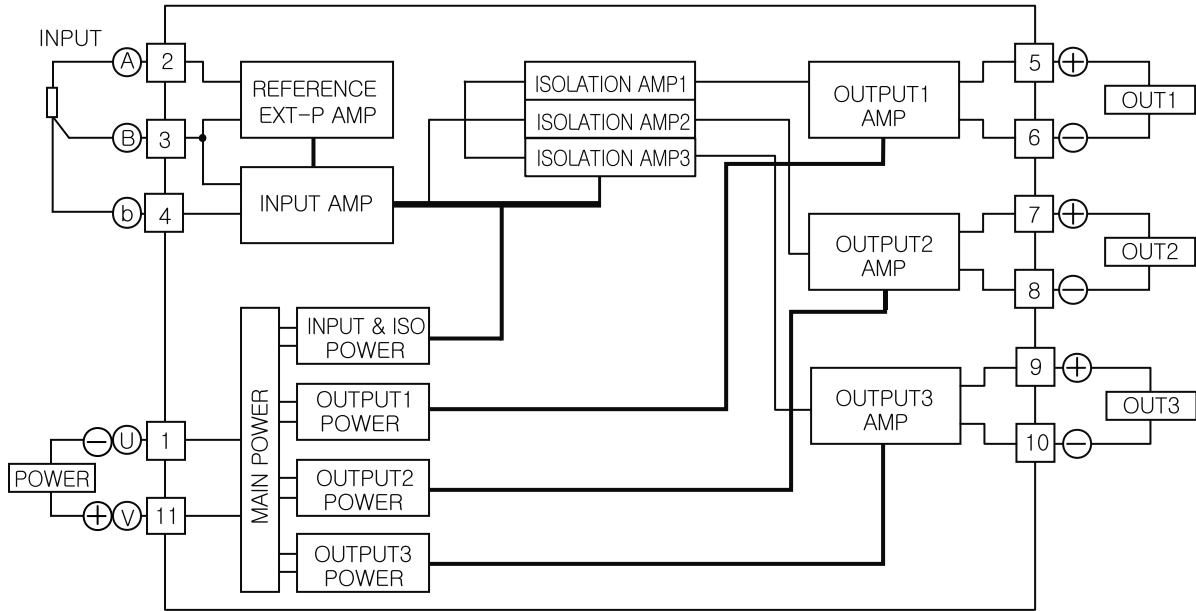 INPUT
A
2
B
3
b
4
REFERENCE
EXT-P AMP
INPUT AMP
ISOLATION AMP1
ISOLATION AMP2
ISOLATION AMP3
OUTPUT1
AMP
5
+
6
−
OUT1
OUTPUT2
AMP
7
+
8
−
OUT2
OUTPUT3
AMP
9
+
10
−
OUT3
POWER
− U
1
+ V
11
MAIN POWER
INPUT & ISO
POWER
OUTPUT1
POWER
OUTPUT2
POWER
OUTPUT3
POWER